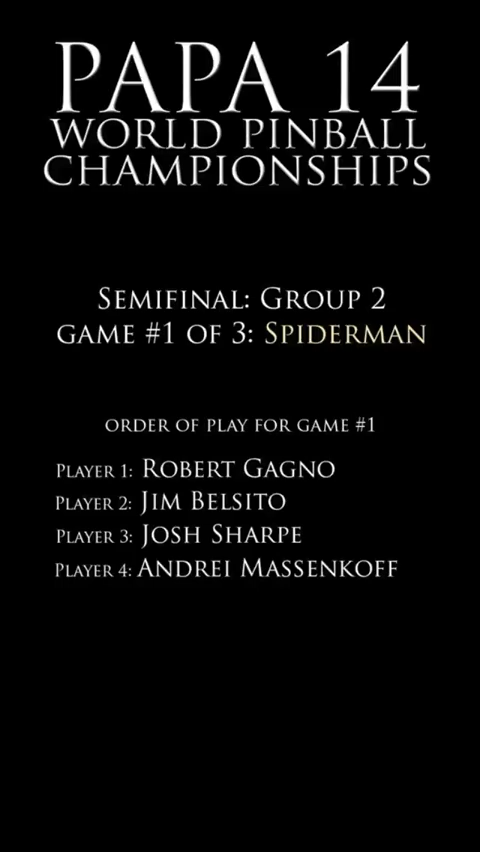 PAPA 14
WORLD PINBALL
CHAMPIONSHIPS
SEMIFINAL: GROUP 2
GAME #1 OF 3: SPIDERMAN
ORDER OF PLAY FOR GAME #1
PLAYER 1: ROBERT GAGNO
PLAYER 2: JIM BELSITO
PLAYER 3: JOSH SHARPE
PLAYER 4: ANDREI MASSENKOFF